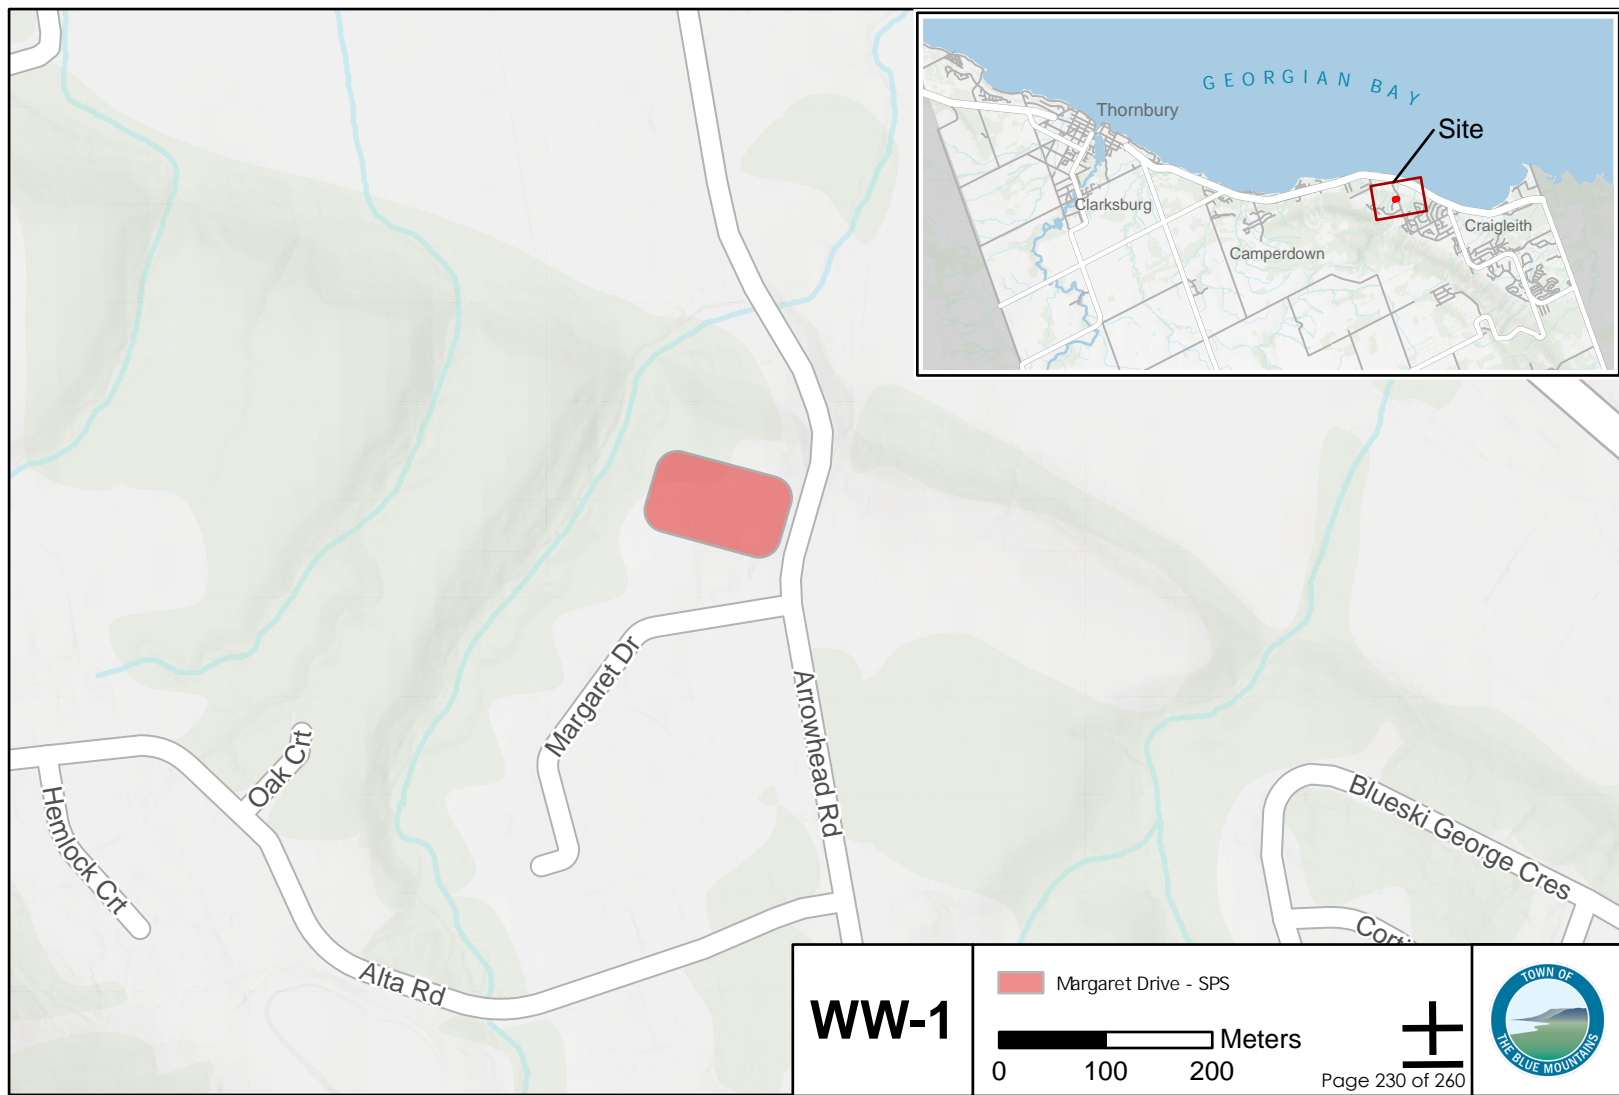 GEORGIAN BAY
Thornbury
Site
Clarksburg
Craigleith
Camperdown
Margaret Dr
Arrowhead Rd
Oak Crt
Hemlock Crt
Blueski George Cres
Alta Rd
WW-1
Margaret Drive - SPS
Meters
0 100 200
Page 230 of 260
TOWN OF
THE BLUE MOUNTAINS